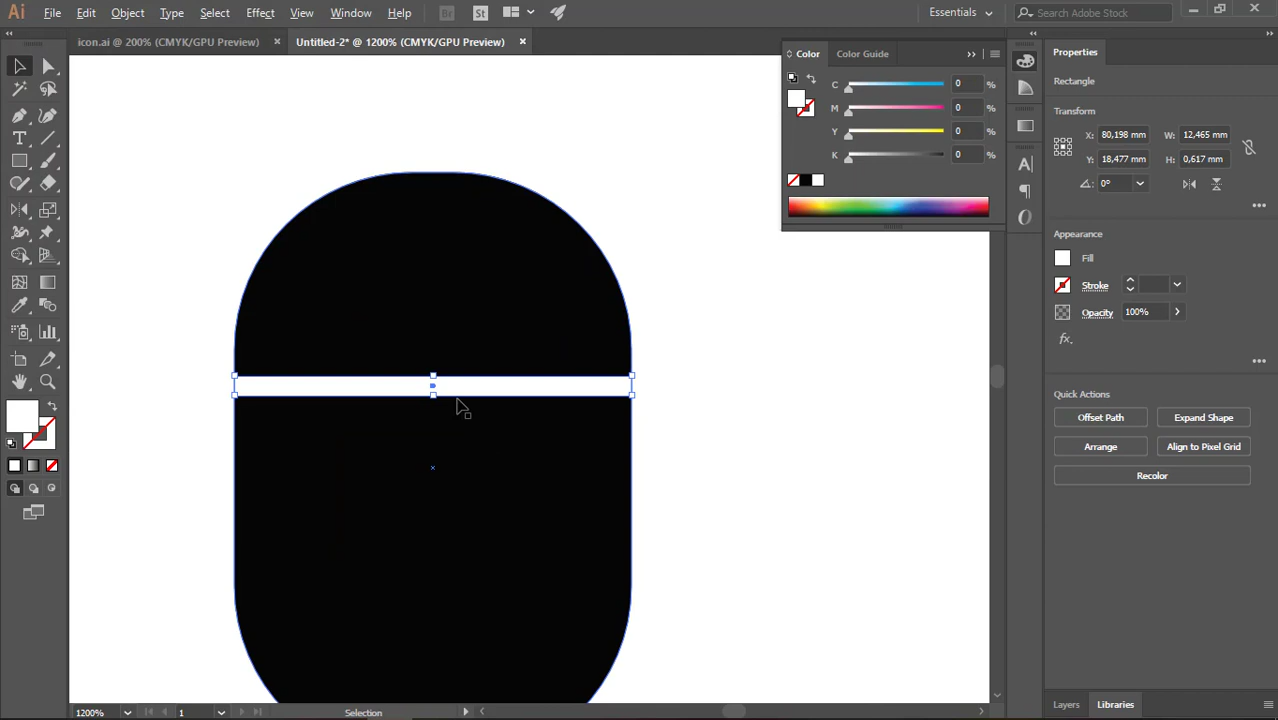 Ai File Edit Object Type Select Effect View Window Help Br St Essentials Search Adobe Stock
icon.ai @ 200% (CMYK/GPU Preview) × Untitled-2* @ 1200% (CMYK/GPU Preview) ×
Color Color Guide
C 0 %
M 0 %
Y 0 %
K 0 %
Properties
Rectangle
Transform
X: 80,198 mm W: 12,465 mm
Y: 18,477 mm H: 0,617 mm
0°
Appearance
Fill
Stroke
Opacity 100%
fx.
Quick Actions
Offset Path Expand Shape
Arrange Align to Pixel Grid
Recolor
Layers Libraries
1200% 1 Selection